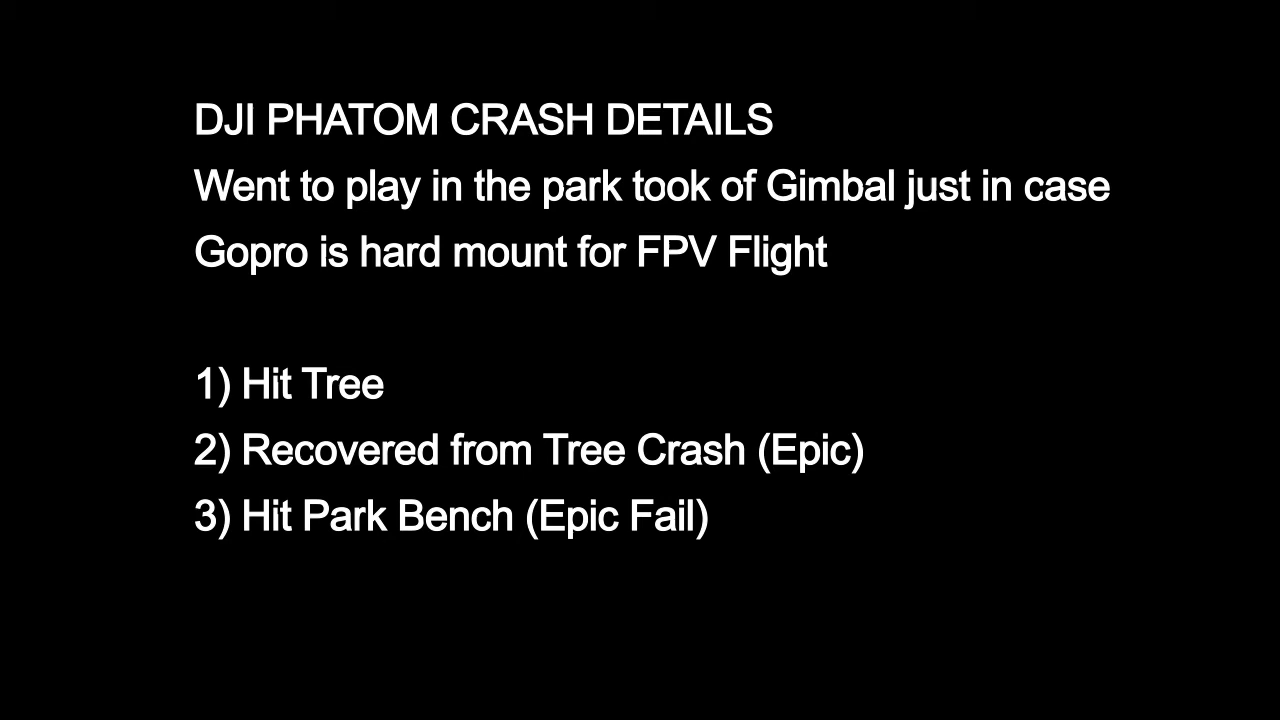 DJI PHATOM CRASH DETAILS
Went to play in the park took of Gimbal just in case
Gopro is hard mount for FPV Flight
1) Hit Tree
2) Recovered from Tree Crash (Epic)
3) Hit Park Bench (Epic Fail)